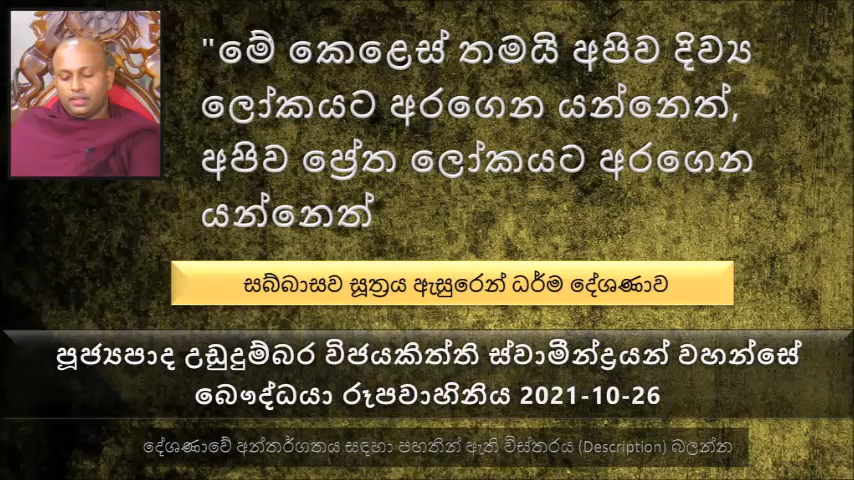 "මේ කෙළෙස් තමයි අපිව දිව්‍ය
ලෝකයට අරගෙන යන්නෙත්,
අපිව ප්‍රේත ලෝකයට අරගෙන
යන්නෙත්
සබ්බාසව සූත්‍රය ඇසුරෙන් ධර්ම දේශණාව
පූජ්‍යපාද උඩුදුම්බර විජයකිත්ති ස්වාමීන්ද්‍රයන් වහන්සේ
බෞද්ධයා රූපවාහිනිය 2021-10-26
දේශණාවේ අන්තර්ගතය සඳහා පහතින් ඇති විස්තරය (Description) බලන්න